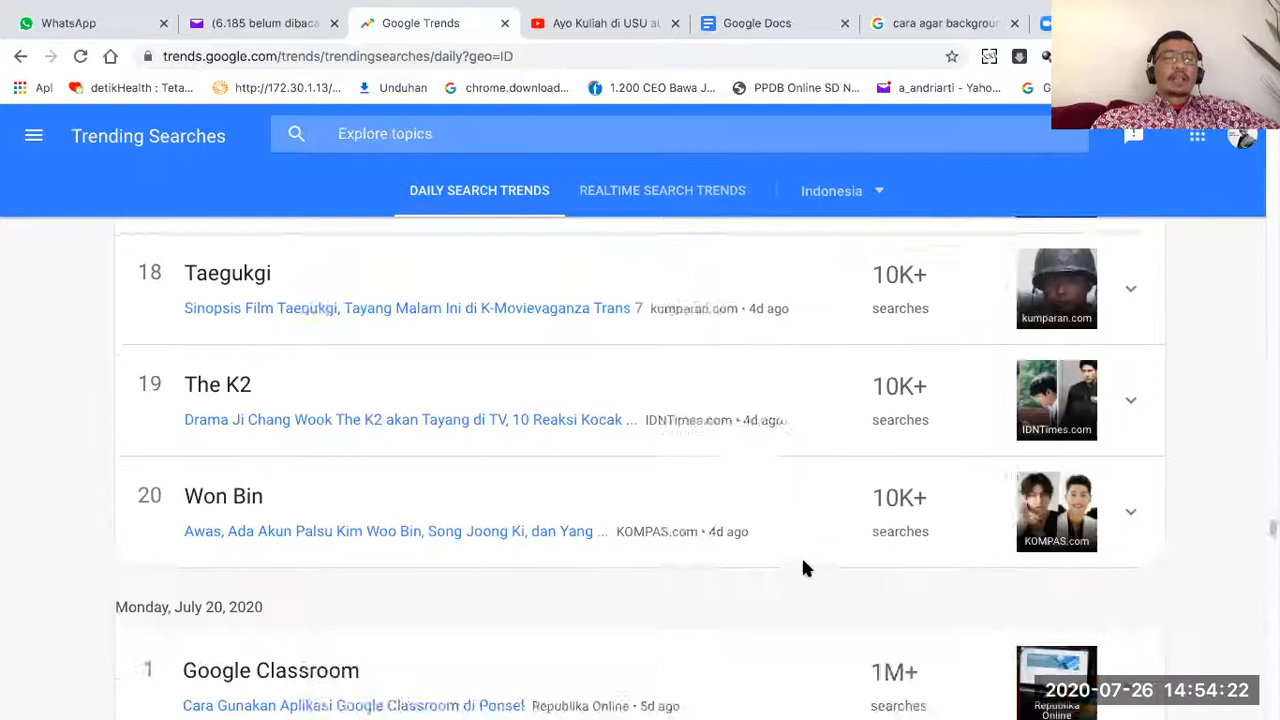 WhatsApp
(6.185 belum dibaca
Google Trends
Ayo Kuliah di USU at
Google Docs
cara agar backgroun
trends.google.com/trends/trendingsearches/daily?geo=ID
Apl
detikHealth : Teta...
http://172.30.1.13/...
Unduhan
chrome.download...
1.200 CEO Bawa J...
PPDB Online SD N...
a_andriarti - Yaho...
Trending Searches
Explore topics
DAILY SEARCH TRENDS
REALTIME SEARCH TRENDS
Indonesia
18
Taegukgi
10K+
Sinopsis Film Taegukgi, Tayang Malam Ini di K-Movievaganza Trans 7
kumparan.com • 4d ago
searches
kumparan.com
19
The K2
10K+
Drama Ji Chang Wook The K2 akan Tayang di TV, 10 Reaksi Kocak ...
IDNTimes.com • 4d ago
searches
IDNTimes.com
20
Won Bin
10K+
Awas, Ada Akun Palsu Kim Woo Bin, Song Joong Ki, dan Yang ...
KOMPAS.com • 4d ago
searches
KOMPAS.com
Monday, July 20, 2020
1
Google Classroom
1M+
Cara Gunakan Aplikasi Google Classroom di Ponsel
Republika Online • 5d ago
searches
Republika
Online
2020-07-26 14:54:22